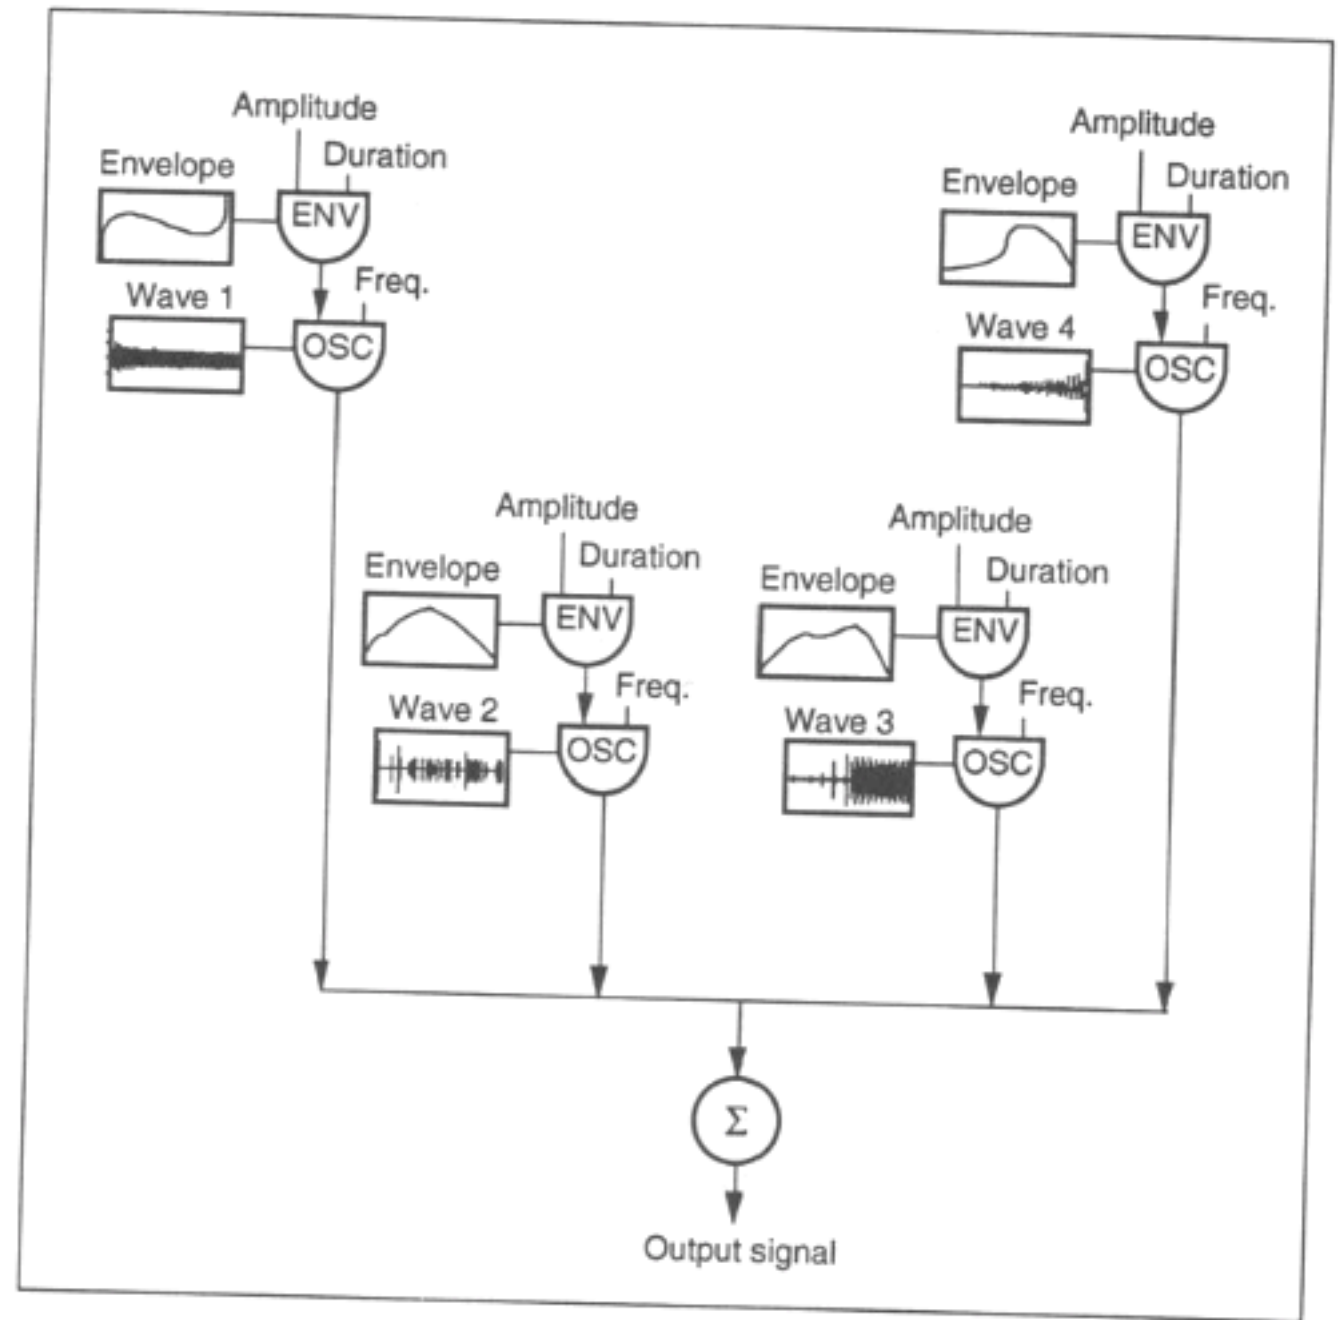 Amplitude
Duration
Envelope
ENV
Freq.
Wave 1
OSC
Amplitude
Duration
Envelope
ENV
Freq.
Wave 4
OSC
Amplitude
Duration
Envelope
ENV
Freq.
Wave 2
OSC
Amplitude
Duration
Envelope
ENV
Freq.
Wave 3
OSC
Σ
Output signal